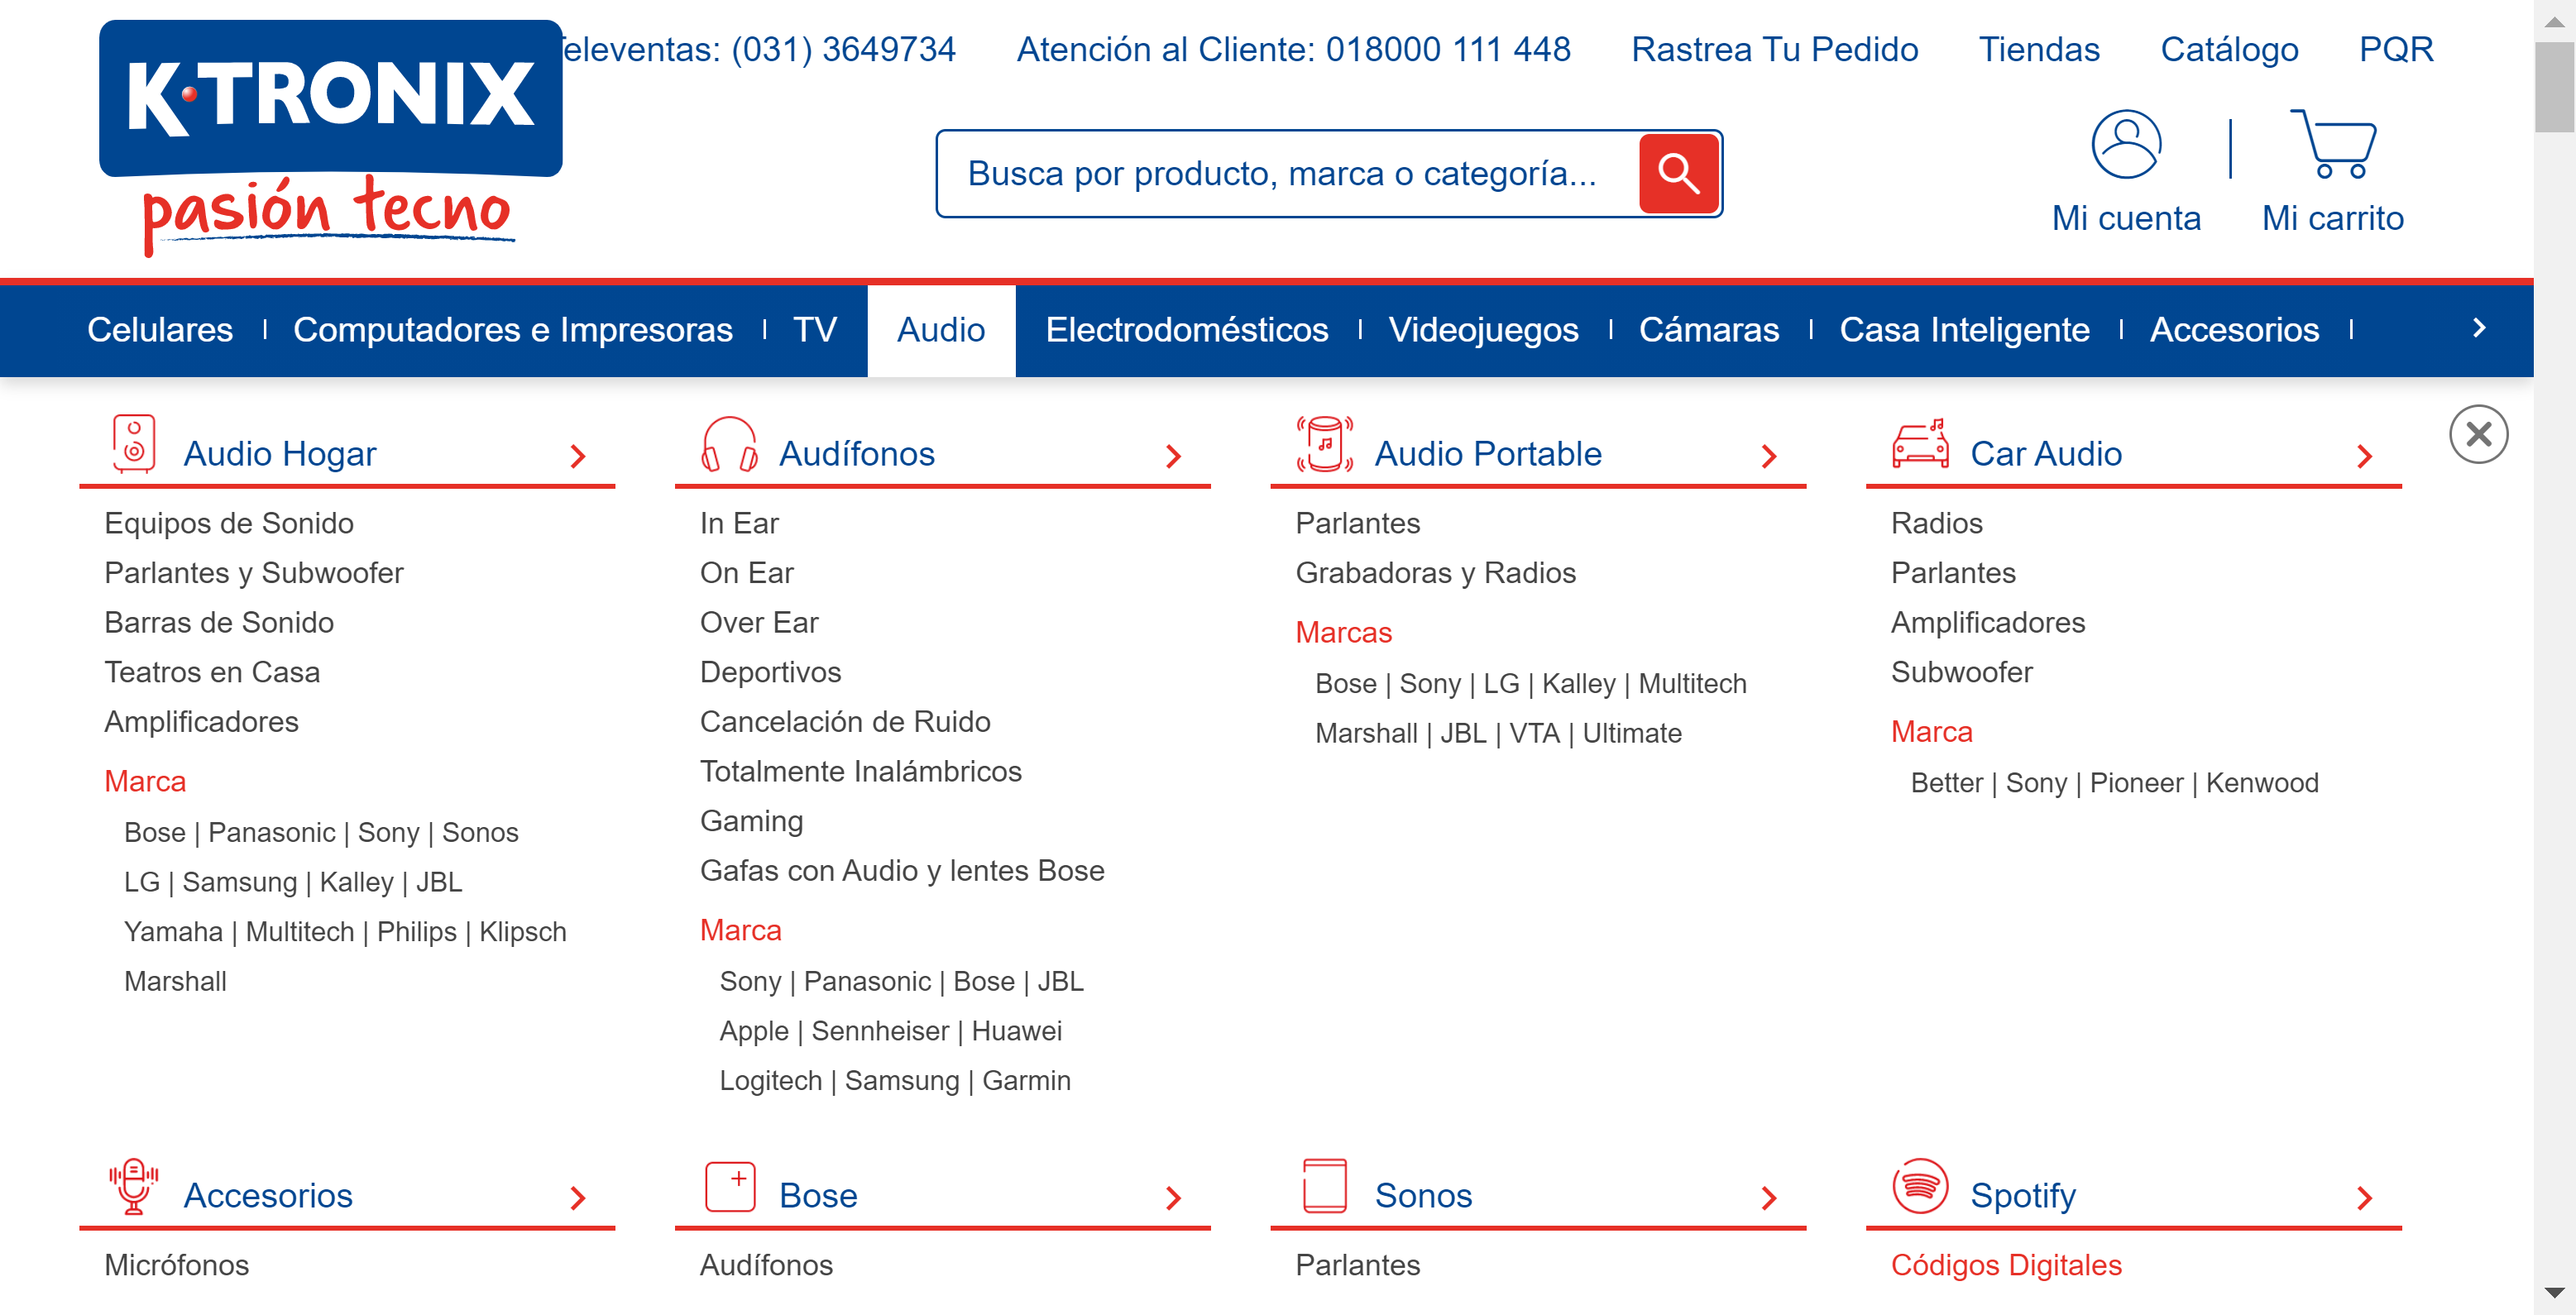 K·TRONIX
pasión tecno
Televentas: (031) 3649734 Atención al Cliente: 018000 111 448 Rastrea Tu Pedido Tiendas Catálogo PQR
Busca por producto, marca o categoría...
Mi cuenta Mi carrito
Celulares Computadores e Impresoras TV Audio Electrodomésticos Videojuegos Cámaras Casa Inteligente Accesorios
Audio Hogar
Equipos de Sonido
Parlantes y Subwoofer
Barras de Sonido
Teatros en Casa
Amplificadores
Marca
Bose | Panasonic | Sony | Sonos
LG | Samsung | Kalley | JBL
Yamaha | Multitech | Philips | Klipsch
Marshall
Audífonos
In Ear
On Ear
Over Ear
Deportivos
Cancelación de Ruido
Totalmente Inalámbricos
Gaming
Gafas con Audio y lentes Bose
Marca
Sony | Panasonic | Bose | JBL
Apple | Sennheiser | Huawei
Logitech | Samsung | Garmin
Audio Portable
Parlantes
Grabadoras y Radios
Marcas
Bose | Sony | LG | Kalley | Multitech
Marshall | JBL | VTA | Ultimate
Car Audio
Radios
Parlantes
Amplificadores
Subwoofer
Marca
Better | Sony | Pioneer | Kenwood
Accesorios
Micrófonos
Bose
Audífonos
Sonos
Parlantes
Spotify
Códigos Digitales